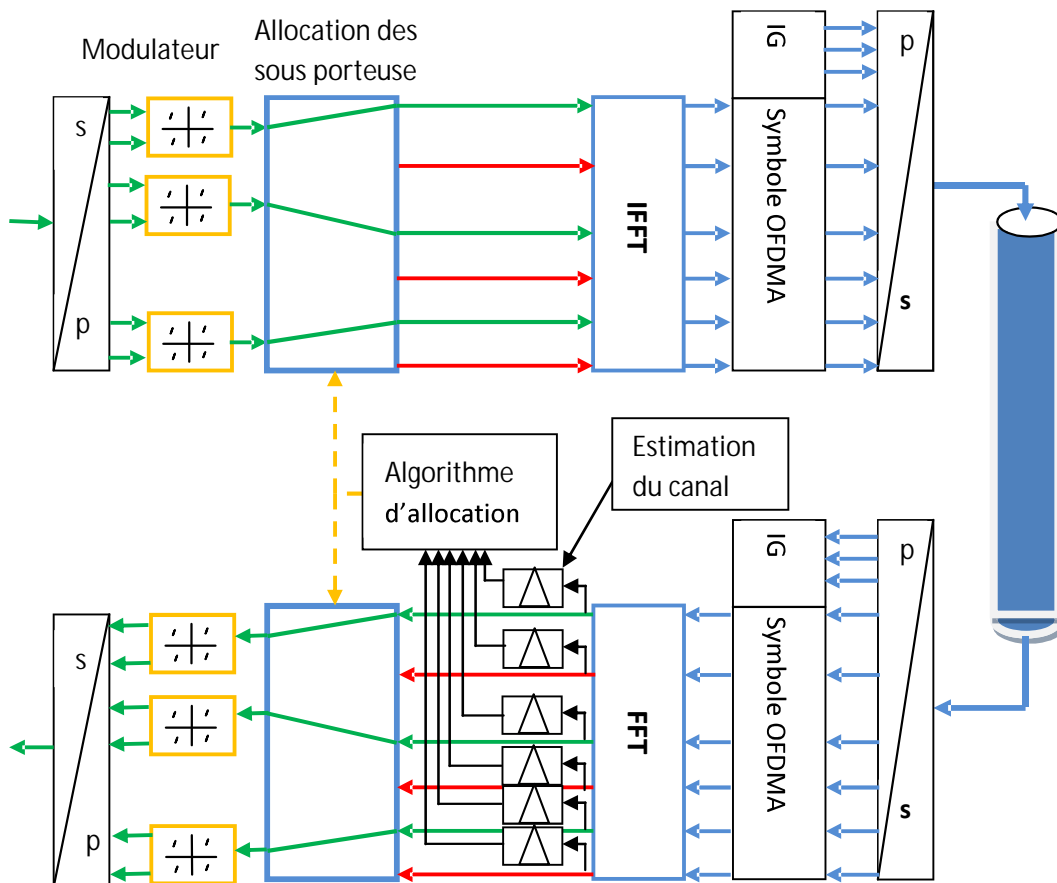 Modulateur
Allocation des
sous porteuse
s
p
IFFT
IG
Symbole OFDMA
p
s
Algorithme
d'allocation
Estimation
du canal
s
p
FFT
IG
Symbole OFDMA
p
s